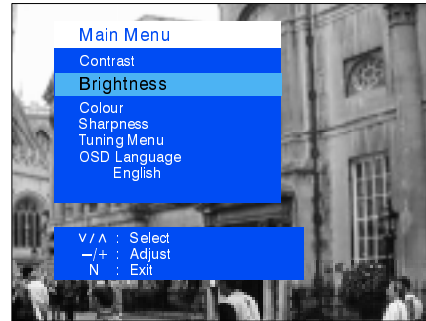 Main Menu
Contrast
Brightness
Colour
Sharpness
Tuning Menu
OSD Language
English
∨/∧ : Select
−/+ : Adjust
N : Exit